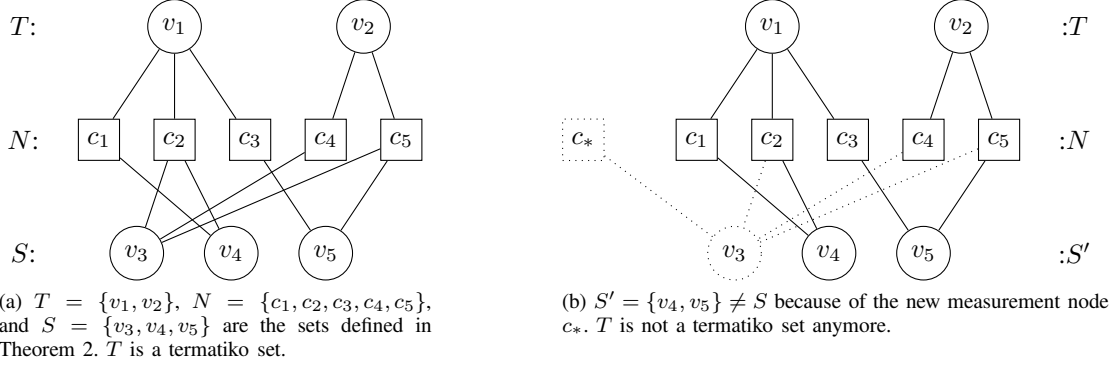 T: v1 v2 v1 v2 :T
N: c1 c2 c3 c4 c5 c* c1 c2 c3 c4 c5 :N
S: v3 v4 v5 v3 v4 v5 :S′
(a) T = {v1, v2}, N = {c1, c2, c3, c4, c5},
and S = {v3, v4, v5} are the sets defined in
Theorem 2. T is a termatiko set.
(b) S′ = {v4, v5} ≠ S because of the new measurement node
c*. T is not a termatiko set anymore.